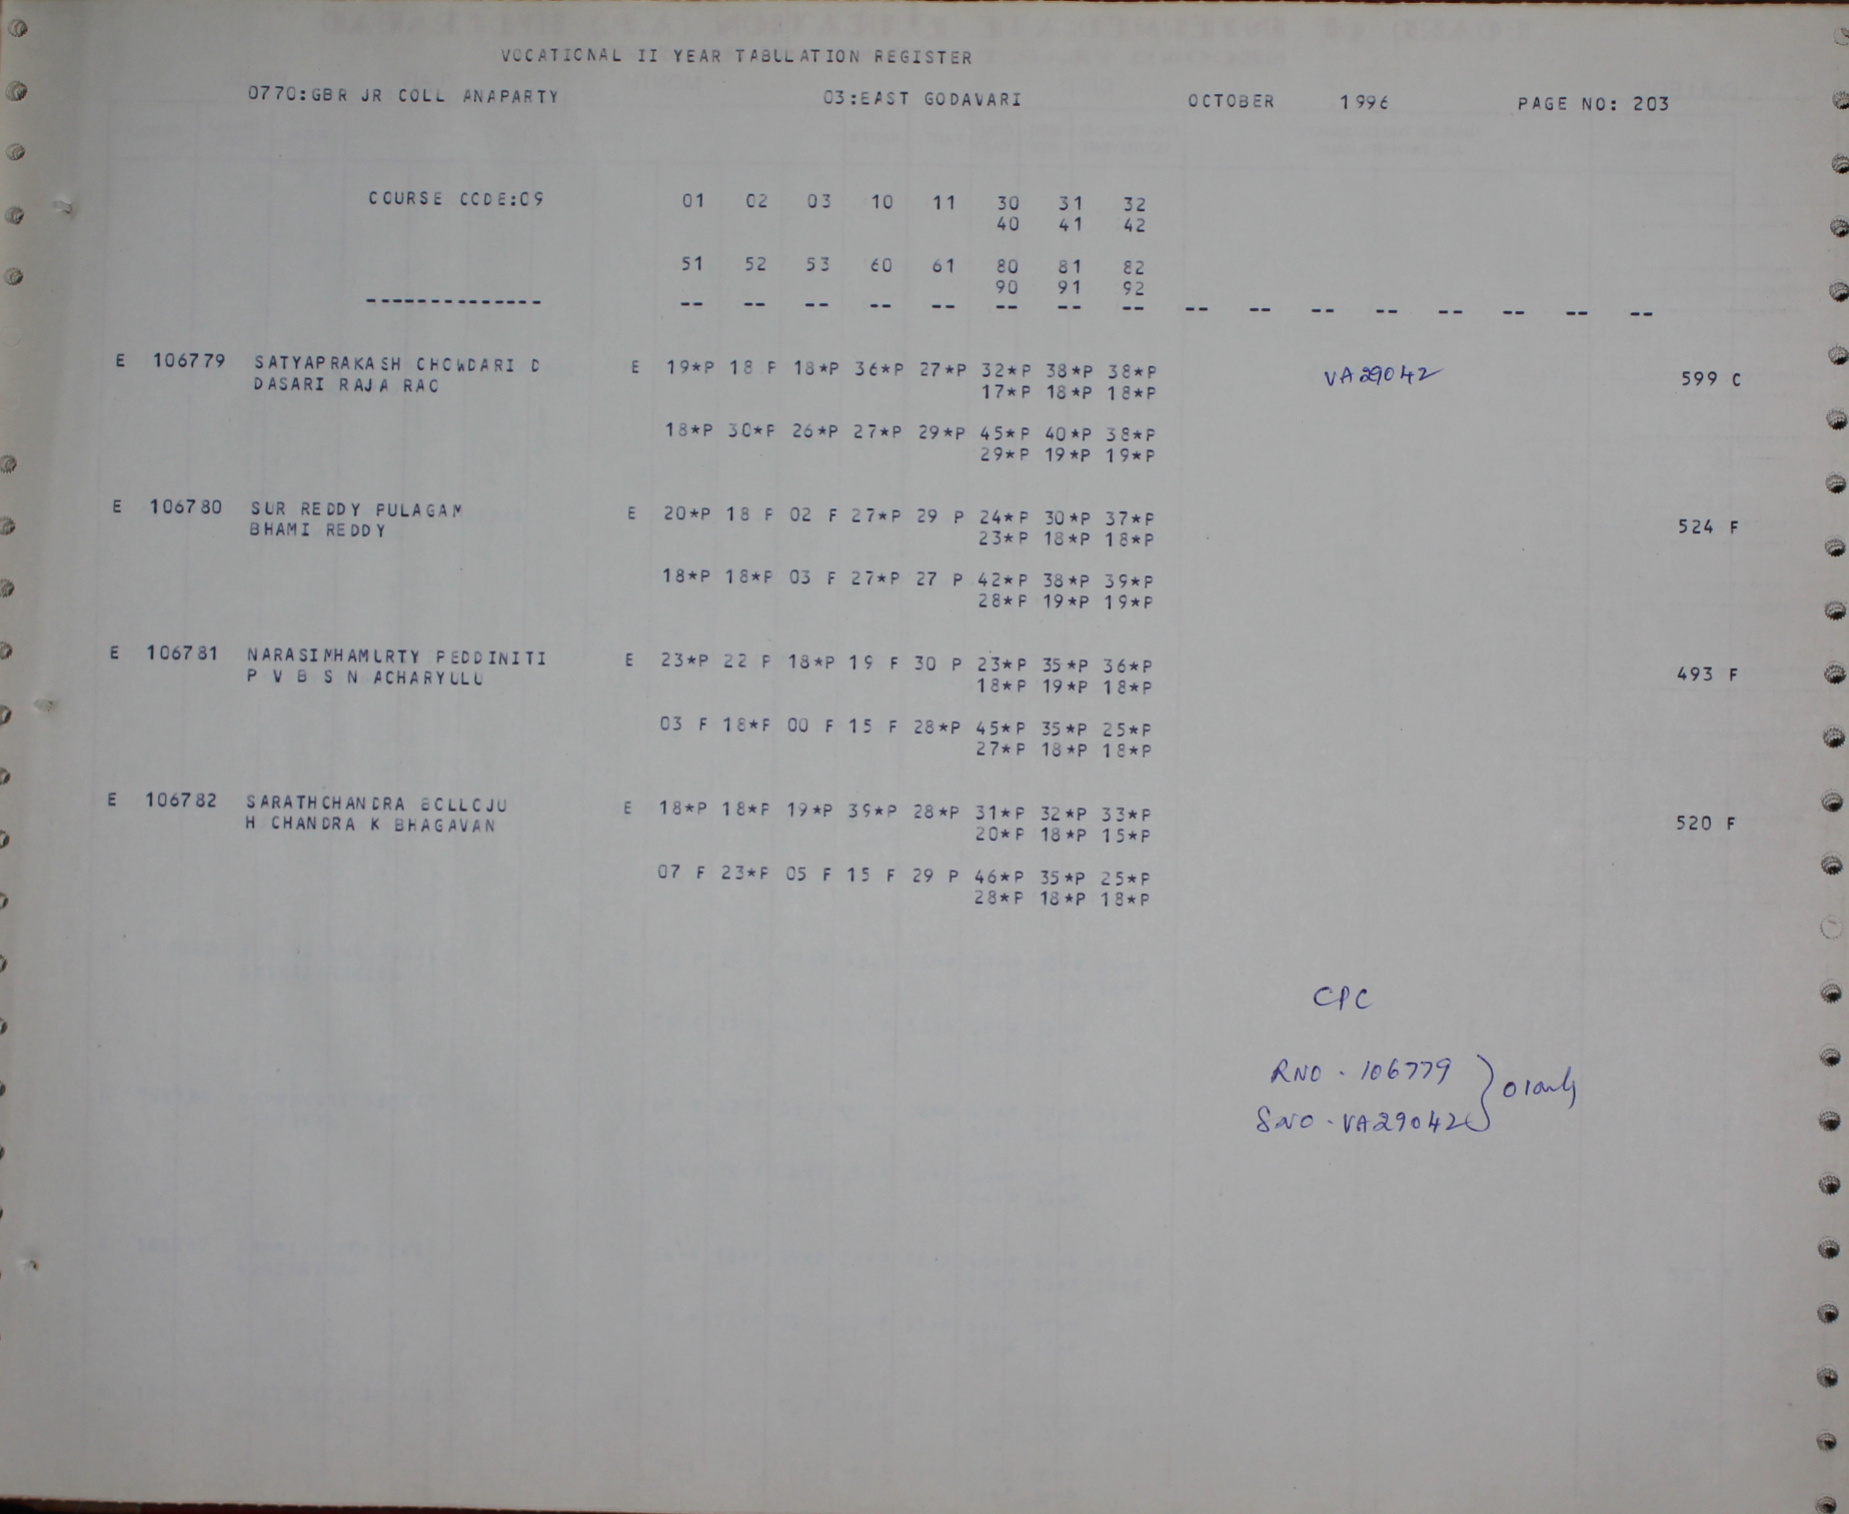 VOCATIONAL II YEAR TABULATION REGISTER
0770:GBR JR COLL ANAPARTY 03:EAST GODAVARI OCTOBER 1996 PAGE NO: 203
COURSE CODE:09 01 02 03 10 11 30 31 32
40 41 42
51 52 53 60 61 80 81 82
90 91 92
-------------- -- -- -- -- -- -- -- -- -- -- -- -- -- -- -- --
E 106779 SATYAPRAKASH CHOWDARI D E 19*P 18 P 18*P 36*P 27*P 32*P 38*P 38*P VA29042
DASARI RAJA RAO 17*P 18*P 18*P 599 C
18*P 30*P 26*P 27*P 29*P 45*P 40*P 38*P
29*P 19*P 19*P
E 106780 SUR REDDY PULAGAM E 20*P 18 P 02 F 27*P 29 P 24*P 30*P 37*P
BHAMI REDDY 23*P 18*P 18*P 524 F
18*P 18*P 03 F 27*P 27 P 42*P 38*P 39*P
28*P 19*P 19*P
E 106781 NARASIMHAMURTY PEDDINITI E 23*P 22 P 18*P 19 F 30 P 23*P 35*P 36*P
P V B S N ACHARYULU 18*P 19*P 18*P 493 F
03 F 18*P 00 F 15 F 28*P 45*P 35*P 25*P
27*P 18*P 18*P
E 106782 SARATHCHANDRA BOLLOJU E 18*P 18*P 19*P 39*P 28*P 31*P 32*P 33*P
H CHANDRA K BHAGAVAN 20*P 18*P 15*P 520 F
07 F 23*P 05 F 15 F 29 P 46*P 35*P 25*P
28*P 18*P 18*P
CPC
RNO - 106779
01 only
SNO - VA29042